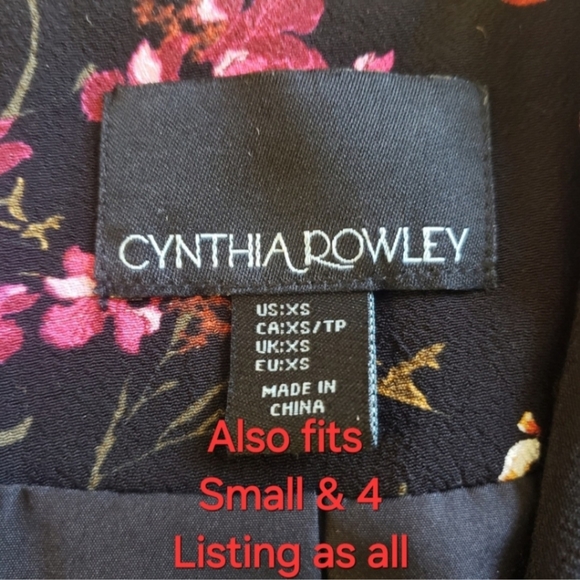 CYNTHIA ROWLEY
US:XS
CA:XS/TP
UK:XS
EU:XS
MADE IN
CHINA
Also fits
Small & 4
Listing as all